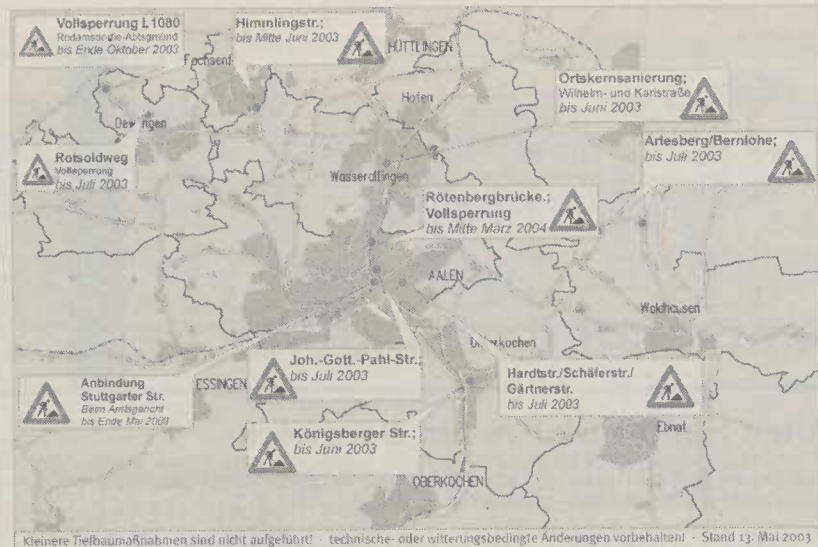 Vollsperrung L1080
Rodamsdörfle-Abtsgmünd
bis Ende Oktober 2003
Himmlingstr.;
bis Mitte Juni 2003
HÜTTLINGEN
Fachsenf
Hofen
Ortskernsanierung;
Wilhelm- und Karlstraße
bis Juni 2003
Dewangen
Arlesberg/Bernlohe;
bis Juli 2003
Rotsoldweg
Vollsperrung
bis Juli 2003
Wasseralfingen
Rötenbergbrücke.;
Vollsperrung
bis Mitte März 2004
AALEN
Waldhausen
Unterkochen
Joh.-Gott.-Pahl-Str.;
bis Juli 2003
Hardtstr./Schäferstr./
Gärtnerstr.
bis Juli 2003
Anbindung
Stuttgarter Str.
Beim Amtsgericht
bis Ende Mai 2003
ESSINGEN
Königsberger Str.;
bis Juni 2003
Ebnat
OBERKOCHEN
Kleinere Tiefbaumaßnahmen sind nicht aufgeführt! - technische- oder witterungsbedingte Änderungen vorbehalten! - Stand 13. Mai 2003